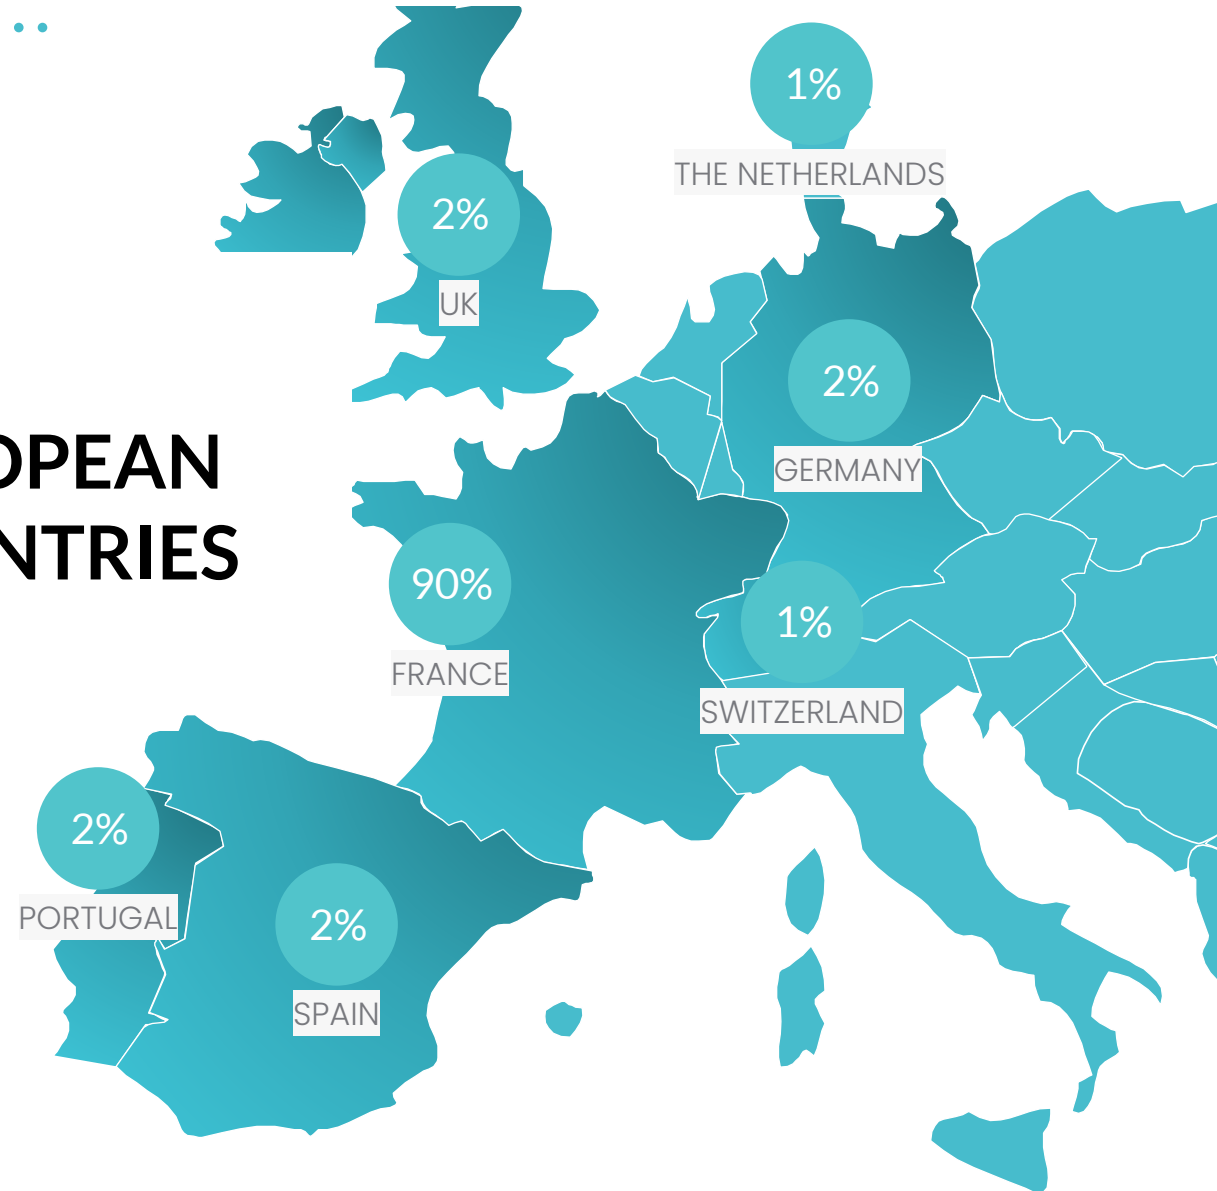 1%
THE NETHERLANDS
2%
UK
2%
GERMANY
OPEAN
NTRIES
90%
FRANCE
1%
SWITZERLAND
2%
PORTUGAL
2%
SPAIN